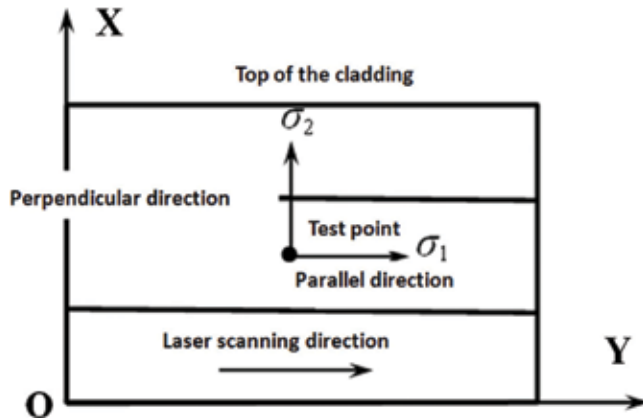 X
Top of the cladding
σ2
Perpendicular direction
Test point
σ1
Parallel direction
Laser scanning direction
Y
O